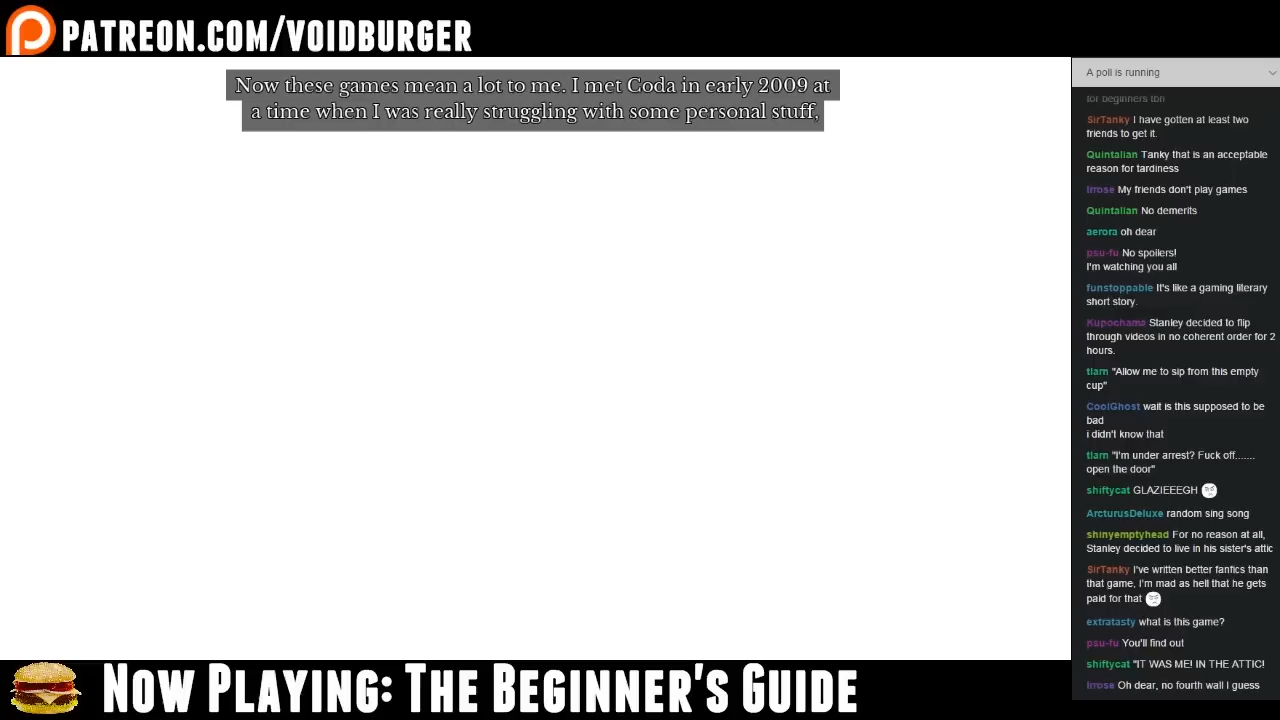 PATREON.COM/VOIDBURGER
Now these games mean a lot to me. I met Coda in early 2009 at
a time when I was really struggling with some personal stuff,
A poll is running
for beginners tbh
SirTanky I have gotten at least two
friends to get it.
Quintalian Tanky that is an acceptable
reason for tardiness
Irrose My friends don't play games
Quintalian No demerits
aerora oh dear
psu-fu No spoilers!
I'm watching you all
funstoppable It's like a gaming literary
short story.
Kupochama Stanley decided to flip
through videos in no coherent order for 2
hours.
tlarn "Allow me to sip from this empty
cup"
CoolGhost wait is this supposed to be
bad
i didn't know that
tlarn "I'm under arrest? Fuck off.......
open the door"
shiftycat GLAZIEEEGH
ArcturusDeluxe random sing song
shinyemptyhead For no reason at all,
Stanley decided to live in his sister's attic
SirTanky I've written better fanfics than
that game, I'm mad as hell that he gets
paid for that
extratasty what is this game?
psu-fu You'll find out
shiftycat "IT WAS ME! IN THE ATTIC!
Irrose Oh dear, no fourth wall I guess
NOW PLAYING: THE BEGINNER'S GUIDE